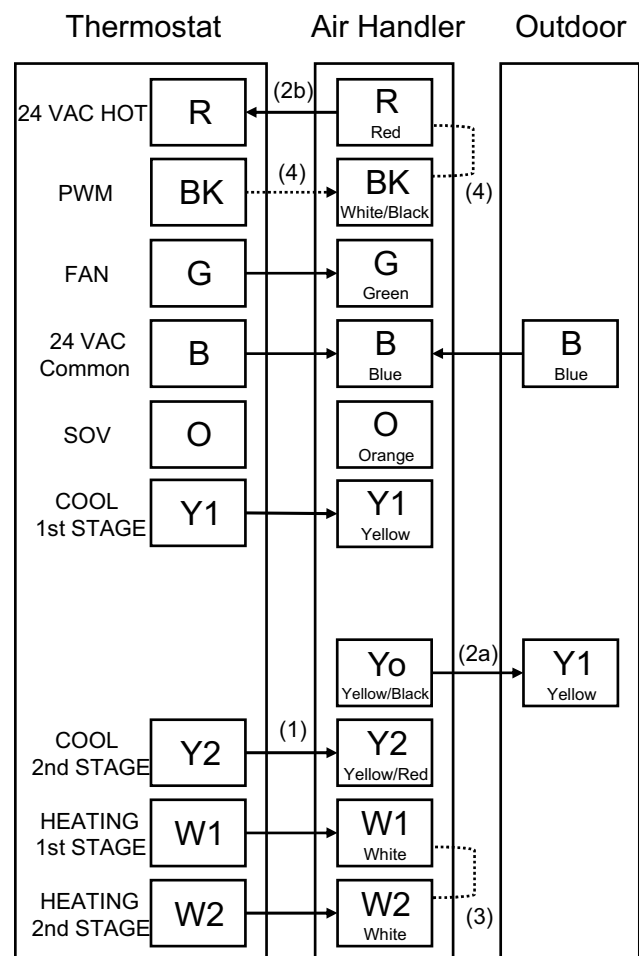 Thermostat Air Handler Outdoor
24 VAC HOT R (2b) R
Red
PWM BK (4) BK (4)
White/Black
FAN G G
Green
24 VAC
Common B B B
Blue Blue
SOV O O
Orange
COOL
1st STAGE Y1 Y1
Yellow
Yo (2a) Y1
Yellow/Black Yellow
COOL
2nd STAGE Y2 (1) Y2
Yellow/Red
HEATING
1st STAGE W1 W1
White
HEATING
2nd STAGE W2 W2 (3)
White